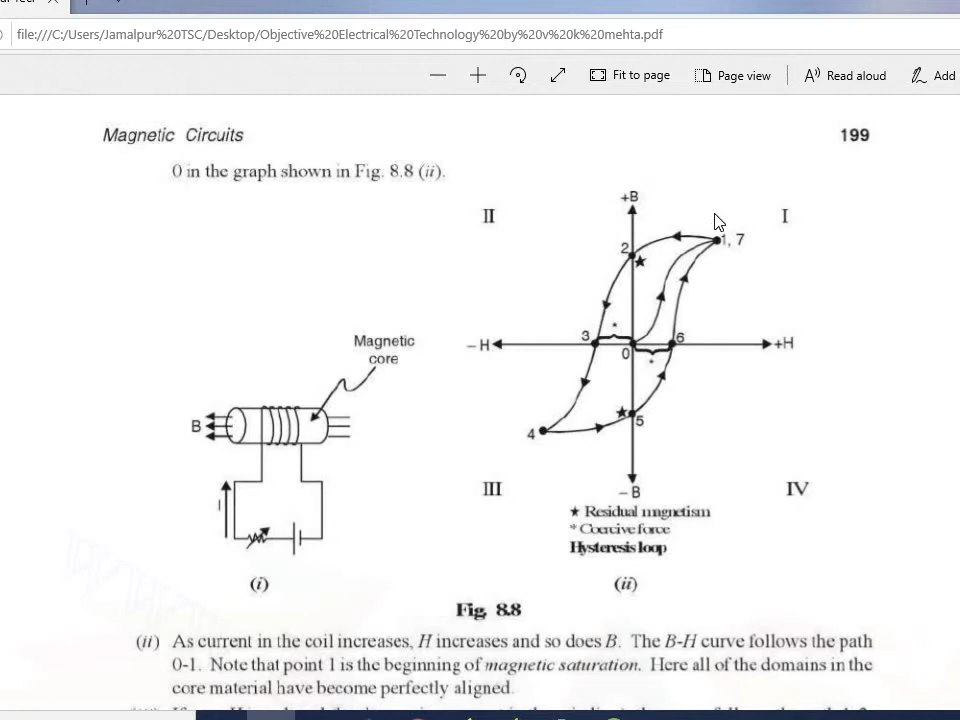 file:///C:/Users/Jamalpur%20TSC/Desktop/Objective%20Electrical%20Technology%20by%20v%20k%20mehta.pdf
Fit to page
Page view
Read aloud
Add
Magnetic Circuits 199
0 in the graph shown in Fig. 8.8 (ii).
+B
II I
2 ★ 1, 7
*
3 6
– H +H
0
*
★ 5
4
Magnetic
core
B
I
III IV
– B
★ Residual magnetism
* Coercive force
Hysteresis loop
(i) (ii)
Fig. 8.8
(ii) As current in the coil increases, H increases and so does B. The B-H curve follows the path
0-1. Note that point 1 is the beginning of magnetic saturation. Here all of the domains in the
core material have become perfectly aligned.